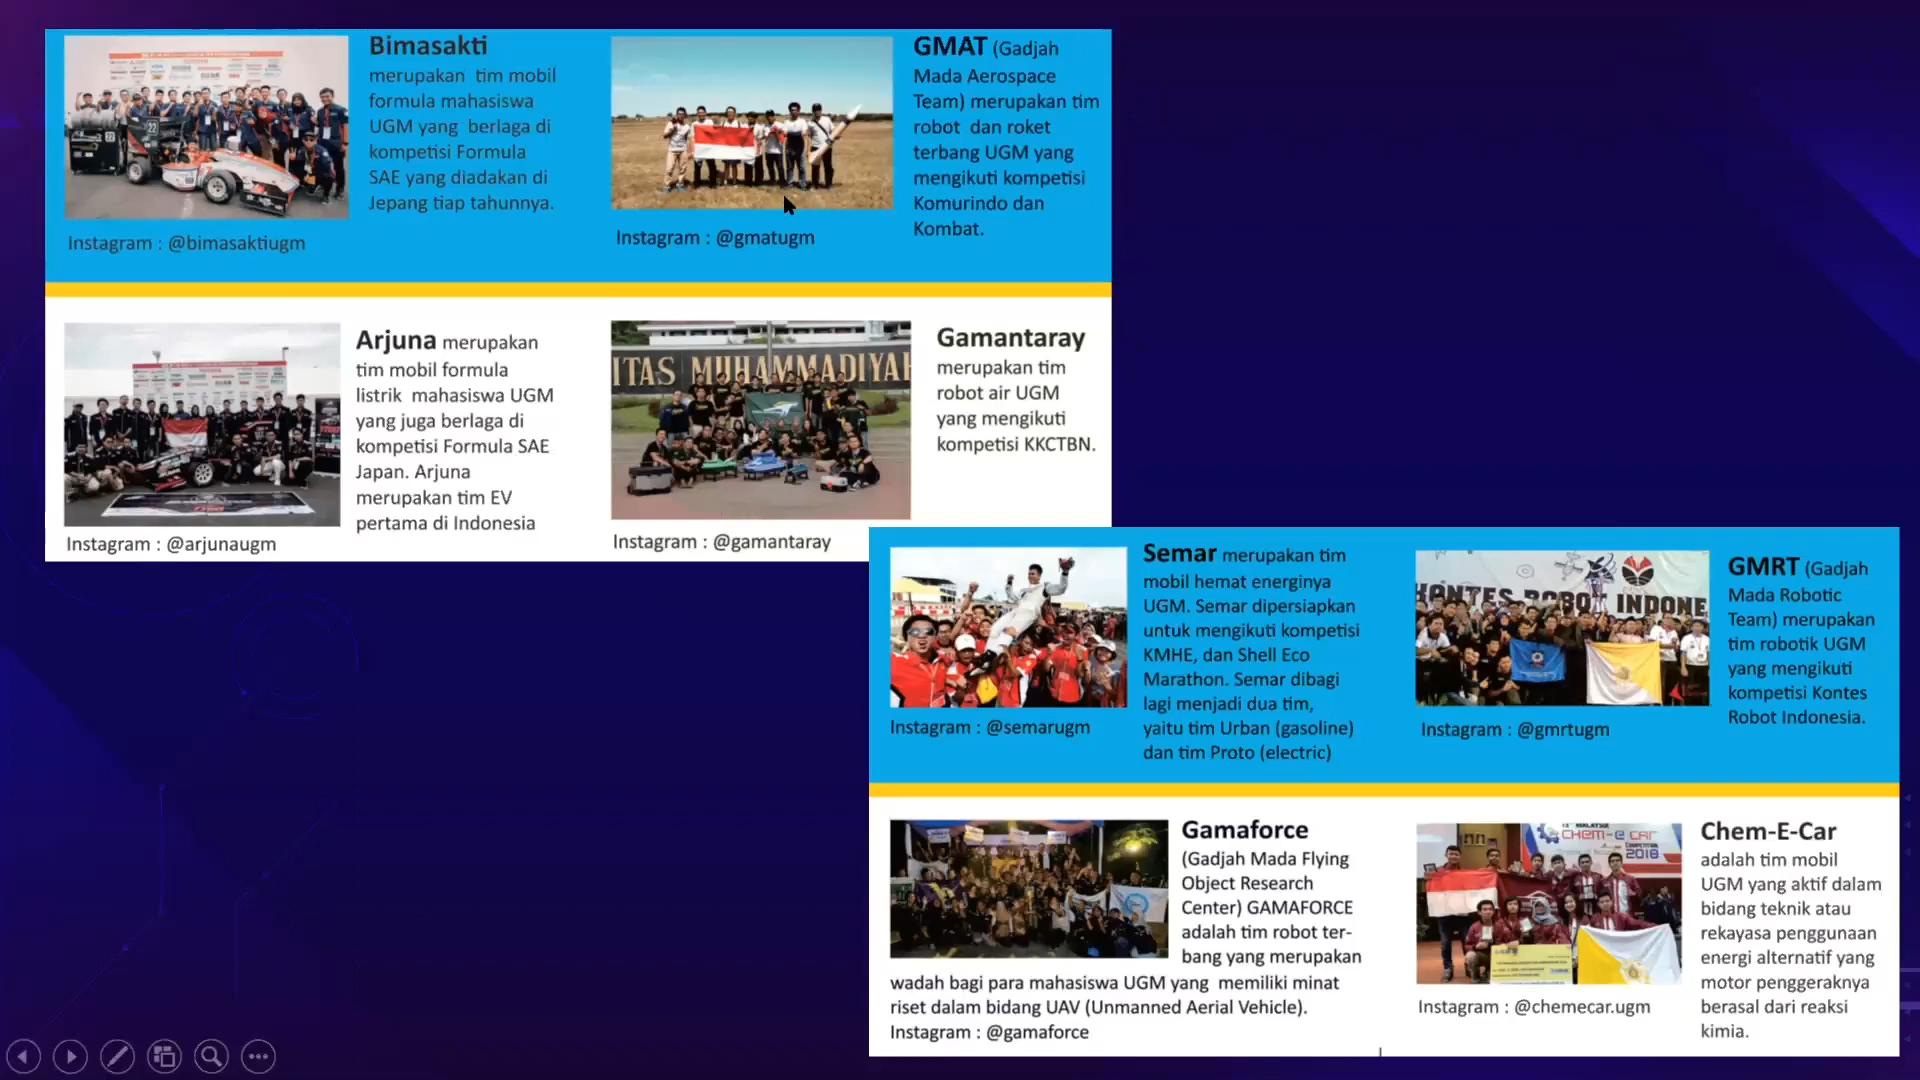 Bimasakti
merupakan tim mobil
formula mahasiswa
UGM yang berlaga di
kompetisi Formula
SAE yang diadakan di
Jepang tiap tahunnya.
Instagram : @bimasaktiugm
GMAT (Gadjah
Mada Aerospace
Team) merupakan tim
robot dan roket
terbang UGM yang
mengikuti kompetisi
Komurindo dan
Kombat.
Instagram : @gmatugm
Arjuna merupakan
tim mobil formula
listrik mahasiswa UGM
yang juga berlaga di
kompetisi Formula SAE
Japan. Arjuna
merupakan tim EV
pertama di Indonesia
Instagram : @arjunaugm
ITAS MUHAMMADIYAH
Gamantaray
merupakan tim
robot air UGM
yang mengikuti
kompetisi KKCTBN.
Instagram : @gamantaray
Semar merupakan tim
mobil hemat energinya
UGM. Semar dipersiapkan
untuk mengikuti kompetisi
KMHE, dan Shell Eco
Marathon. Semar dibagi
lagi menjadi dua tim,
yaitu tim Urban (gasoline)
dan tim Proto (electric)
Instagram : @semarugm
KONTES ROBOT INDONE
GMRT (Gadjah
Mada Robotic
Team) merupakan
tim robotik UGM
yang mengikuti
kompetisi Kontes
Robot Indonesia.
Instagram : @gmrtugm
Gamaforce
(Gadjah Mada Flying
Object Research
Center) GAMAFORCE
adalah tim robot ter-
bang yang merupakan
wadah bagi para mahasiswa UGM yang memiliki minat
riset dalam bidang UAV (Unmanned Aerial Vehicle).
Instagram : @gamaforce
MALAYSIA
CHEM-E CAR
COMPETITION
2018
Chem-E-Car
adalah tim mobil
UGM yang aktif dalam
bidang teknik atau
rekayasa penggunaan
energi alternatif yang
motor penggeraknya
berasal dari reaksi
kimia.
Instagram : @chemecar.ugm